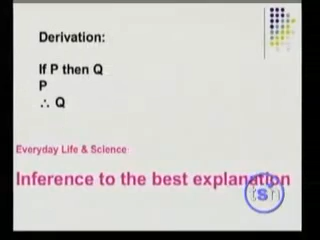 Derivation:
If P then Q
P
∴ Q
Everyday Life & Science
Inference to the best explanation